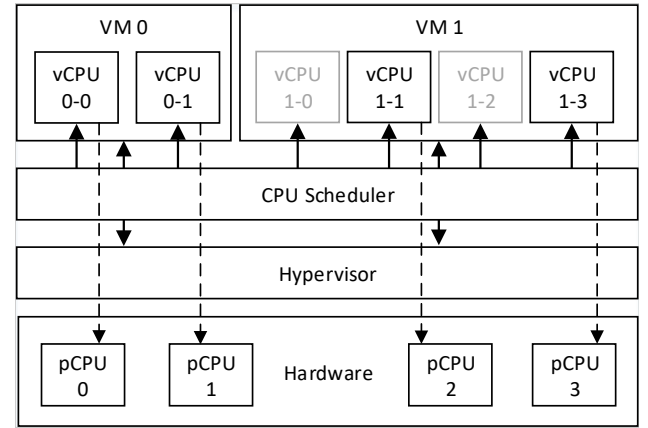 VM 0
VM 1
vCPU
0-0
vCPU
0-1
vCPU
1-0
vCPU
1-1
vCPU
1-2
vCPU
1-3
CPU Scheduler
Hypervisor
pCPU
0
pCPU
1
Hardware
pCPU
2
pCPU
3